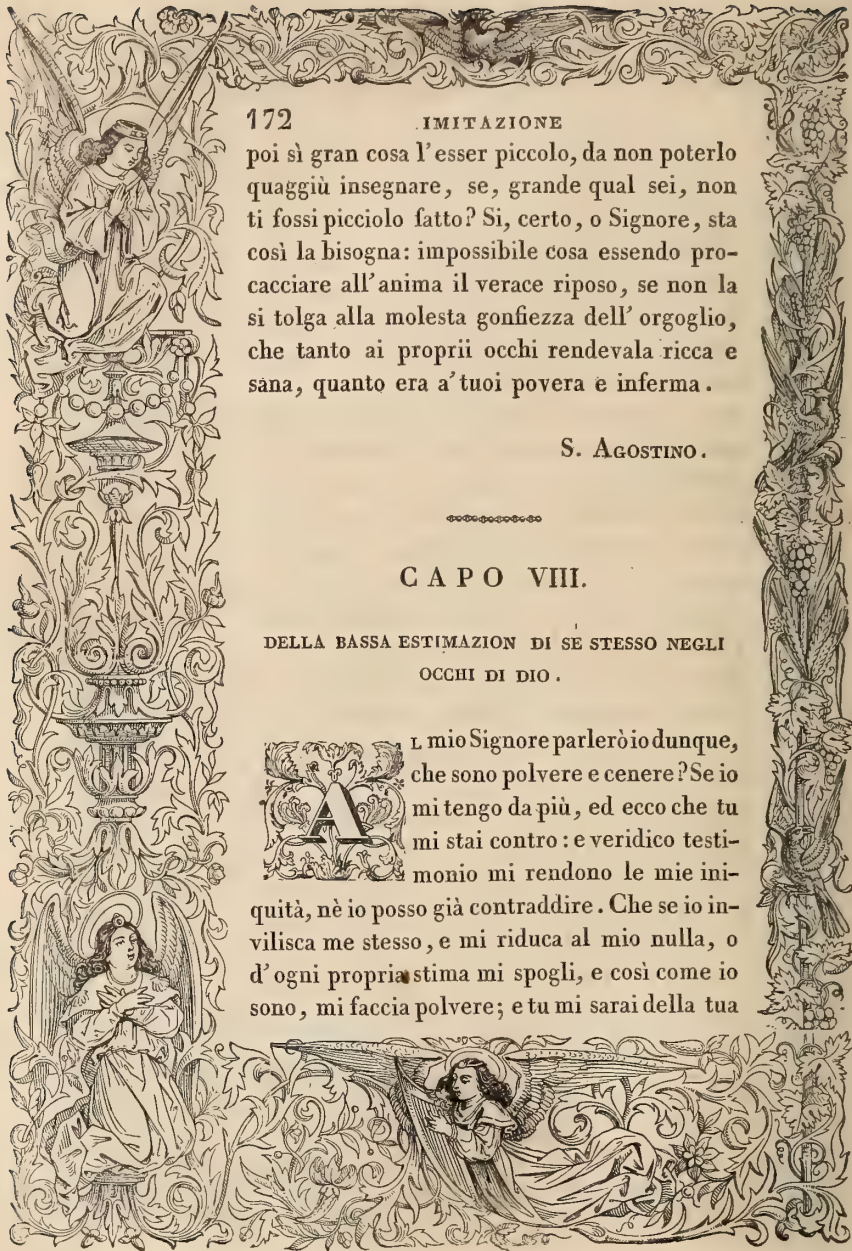 172 IMITAZIONE
poi sì gran cosa l'esser piccolo, da non poterlo
quaggiù insegnare, se, grande qual sei, non
ti fossi picciolo fatto? Si, certo, o Signore, sta
così la bisogna: impossibile cosa essendo pro-
cacciare all'anima il verace riposo, se non la
si tolga alla molesta gonfiezza dell'orgoglio,
che tanto ai proprii occhi rendevala ricca e
sana, quanto era a'tuoi povera e inferma.
S. AGOSTINO.
CAPO VIII.
DELLA BASSA ESTIMAZION DI SÉ STESSO NEGLI
OCCHI DI DIO.
AL mio Signore parlerò io dunque,
che sono polvere e cenere? Se io
mi tengo da più, ed ecco che tu
mi stai contro: e veridico testi-
monio mi rendono le mie ini-
quità, nè io posso già contraddire. Che se io in-
vilisca me stesso, e mi riduca al mio nulla, o
d'ogni propria stima mi spogli, e così come io
sono, mi faccia polvere; e tu mi sarai della tua